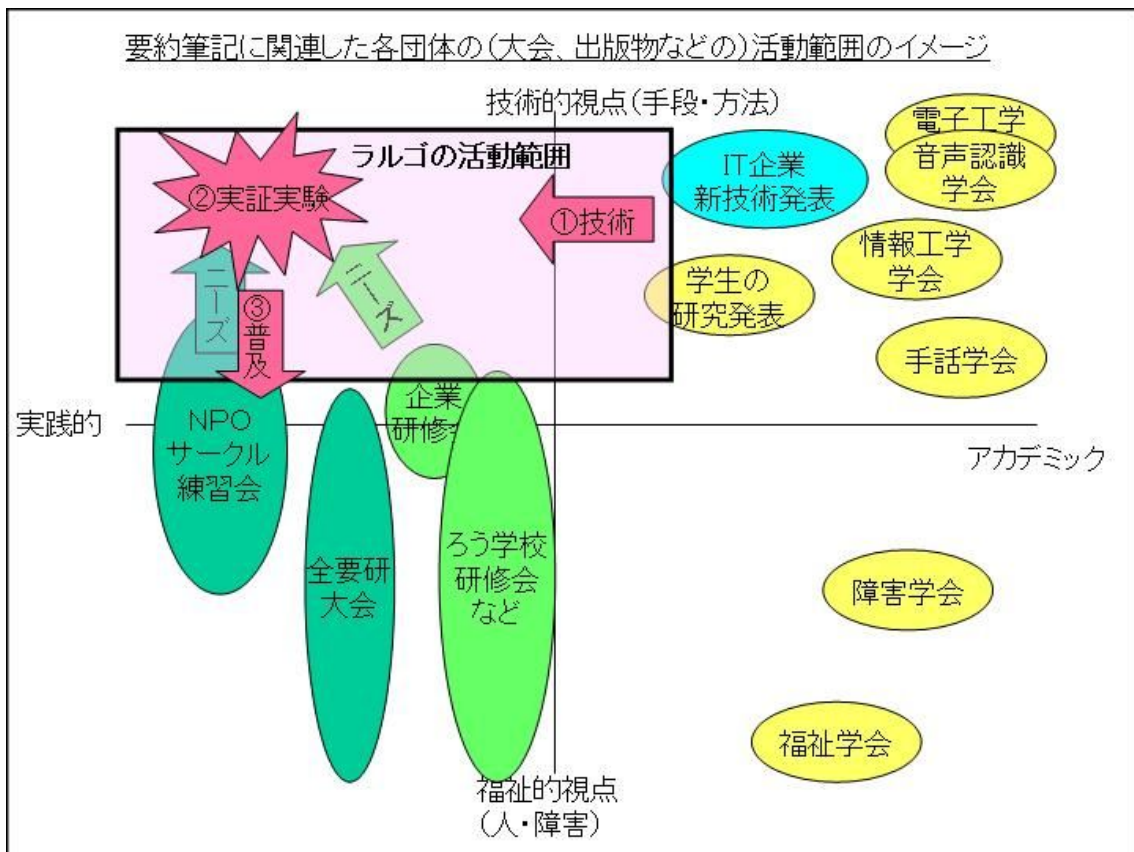 要約筆記に関連した各団体の(大会、出版物などの)活動範囲のイメージ
技術的視点(手段・方法)
電子工学
音声認識
学会
ラルゴの活動範囲
IT企業
新技術発表
②実証実験
①技術
情報工学
学会
学生の
研究発表
ニーズ
ニーズ
③普及
手話学会
企業
研修会
実践的
アカデミック
NPO
サークル
練習会
全要研
大会
ろう学校
研修会
など
障害学会
福祉学会
福祉的視点
(人・障害)